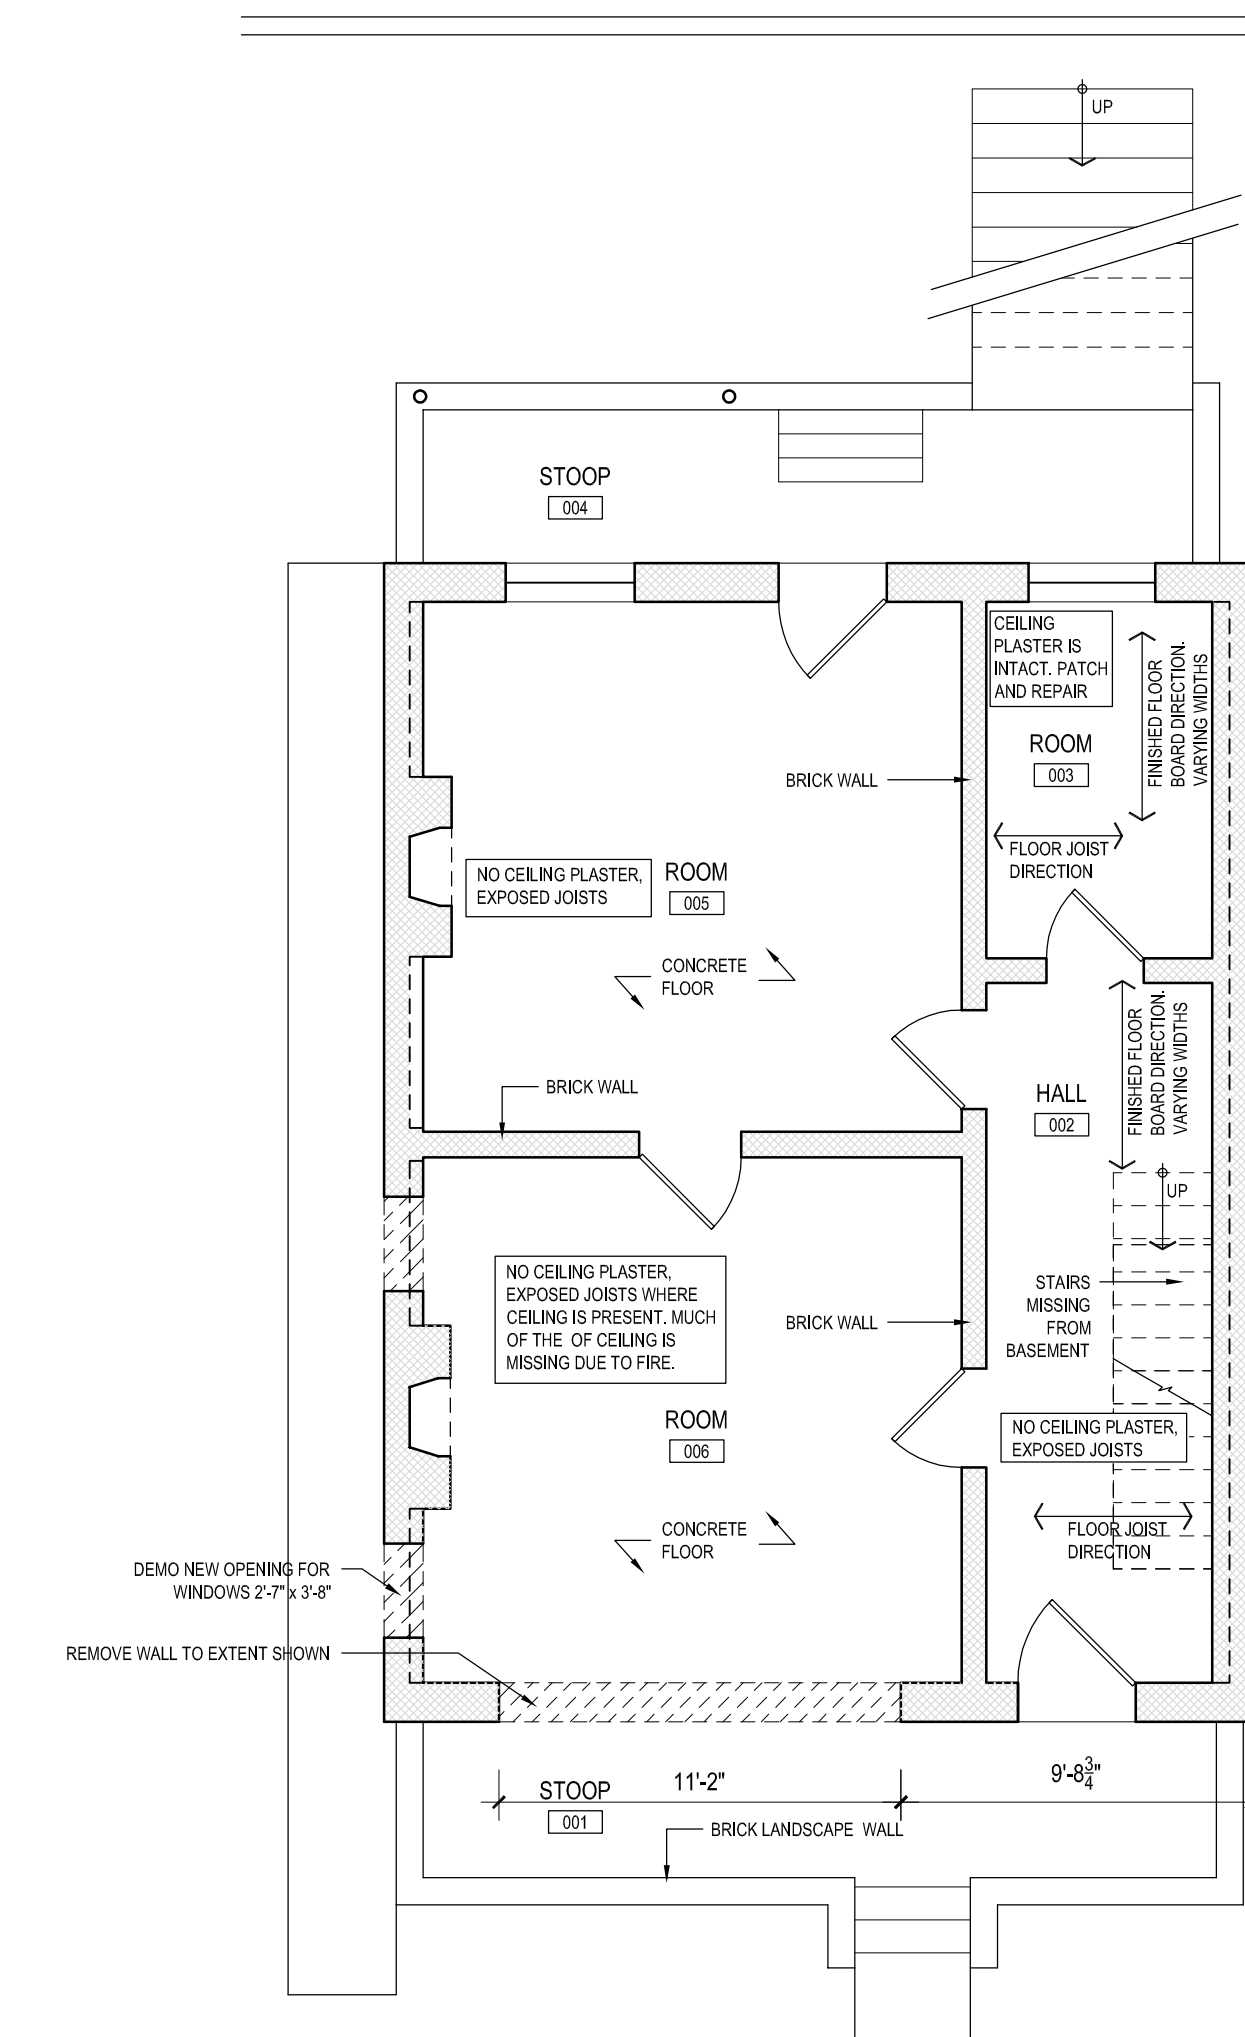 UP
STOOP
004
CEILING
PLASTER IS
INTACT. PATCH
AND REPAIR
FINISHED FLOOR
BOARD DIRECTION.
VARYING WIDTHS
ROOM
003
BRICK WALL
FLOOR JOIST
DIRECTION
NO CEILING PLASTER,
EXPOSED JOISTS
ROOM
005
CONCRETE
FLOOR
FINISHED FLOOR
BOARD DIRECTION.
VARYING WIDTHS
BRICK WALL
HALL
002
UP
NO CEILING PLASTER,
EXPOSED JOISTS WHERE
CEILING IS PRESENT. MUCH
OF THE OF CEILING IS
MISSING DUE TO FIRE.
BRICK WALL
STAIRS
MISSING
FROM
BASEMENT
ROOM
006
NO CEILING PLASTER,
EXPOSED JOISTS
CONCRETE
FLOOR
FLOOR JOIST
DIRECTION
DEMO NEW OPENING FOR
WINDOWS 2'-7" x 3'-8"
REMOVE WALL TO EXTENT SHOWN
STOOP
001
11'-2"
9'-8¾"
BRICK LANDSCAPE WALL